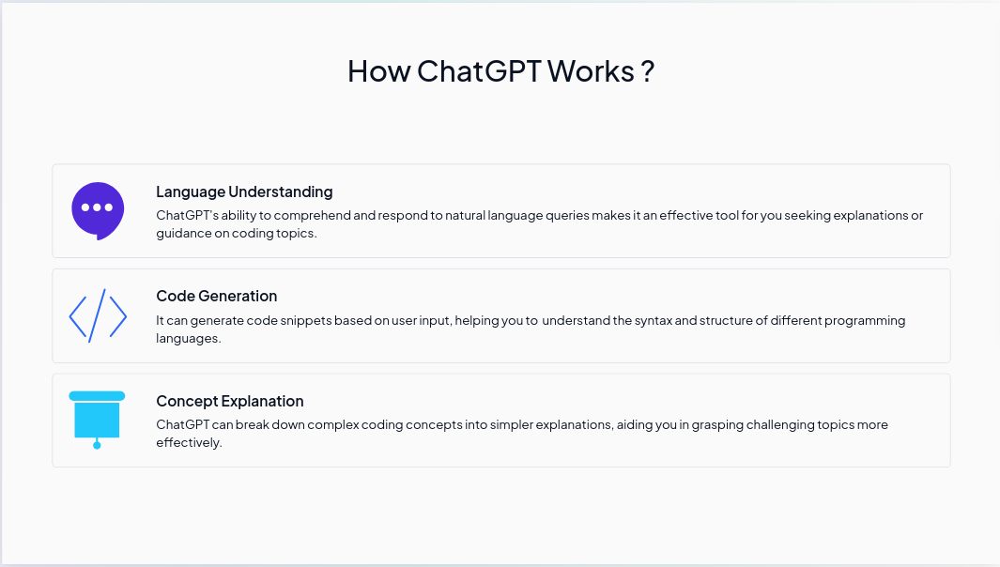 How ChatGPT Works ?
Language Understanding
ChatGPT's ability to comprehend and respond to natural language queries makes it an effective tool for you seeking explanations or
guidance on coding topics.
Code Generation
It can generate code snippets based on user input, helping you to understand the syntax and structure of different programming
languages.
Concept Explanation
ChatGPT can break down complex coding concepts into simpler explanations, aiding you in grasping challenging topics more
effectively.